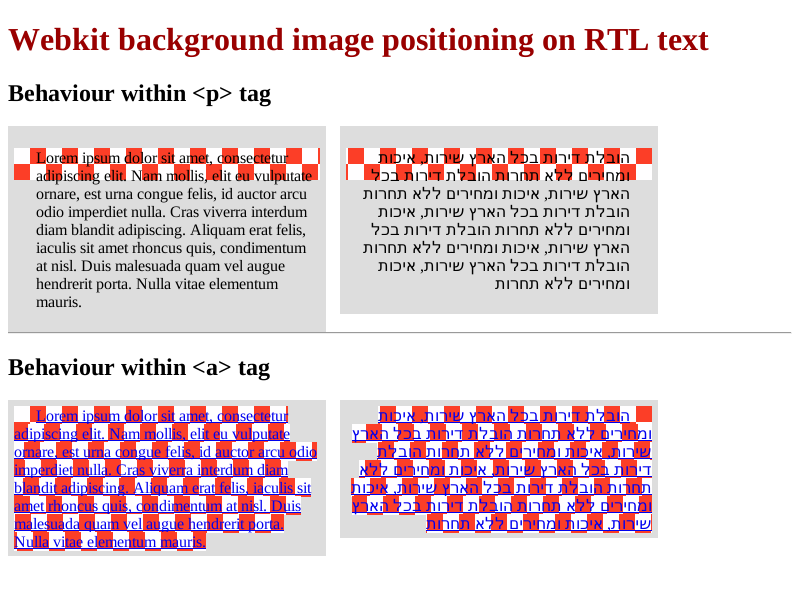 Webkit background image positioning on RTL text
Behaviour within <p> tag
Lorem ipsum dolor sit amet, consectetur
adipiscing elit. Nam mollis, elit eu vulputate
ornare, est urna congue felis, id auctor arcu
odio imperdiet nulla. Cras viverra interdum
diam blandit adipiscing. Aliquam erat felis,
iaculis sit amet rhoncus quis, condimentum
at nisl. Duis malesuada quam vel augue
hendrerit porta. Nulla vitae elementum
mauris.
הובלת דירות בכל הארץ שירות, איכות
ומחירים ללא תחרות הובלת דירות בכל
הארץ שירות, איכות ומחירים ללא תחרות
הובלת דירות בכל הארץ שירות, איכות
ומחירים ללא תחרות הובלת דירות בכל
הארץ שירות, איכות ומחירים ללא תחרות
הובלת דירות בכל הארץ שירות, איכות
ומחירים ללא תחרות
Behaviour within <a> tag
Lorem ipsum dolor sit amet, consectetur
adipiscing elit. Nam mollis, elit eu vulputate
ornare, est urna congue felis, id auctor arcu odio
imperdiet nulla. Cras viverra interdum diam
blandit adipiscing. Aliquam erat felis, iaculis sit
amet rhoncus quis, condimentum at nisl. Duis
malesuada quam vel augue hendrerit porta.
Nulla vitae elementum mauris.
הובלת דירות בכל הארץ שירות, איכות
ומחירים ללא תחרות הובלת דירות בכל הארץ
שירות, איכות ומחירים ללא תחרות הובלת
דירות בכל הארץ שירות, איכות ומחירים ללא
תחרות הובלת דירות בכל הארץ שירות, איכות
ומחירים ללא תחרות הובלת דירות בכל הארץ
שירות, איכות ומחירים ללא תחרות